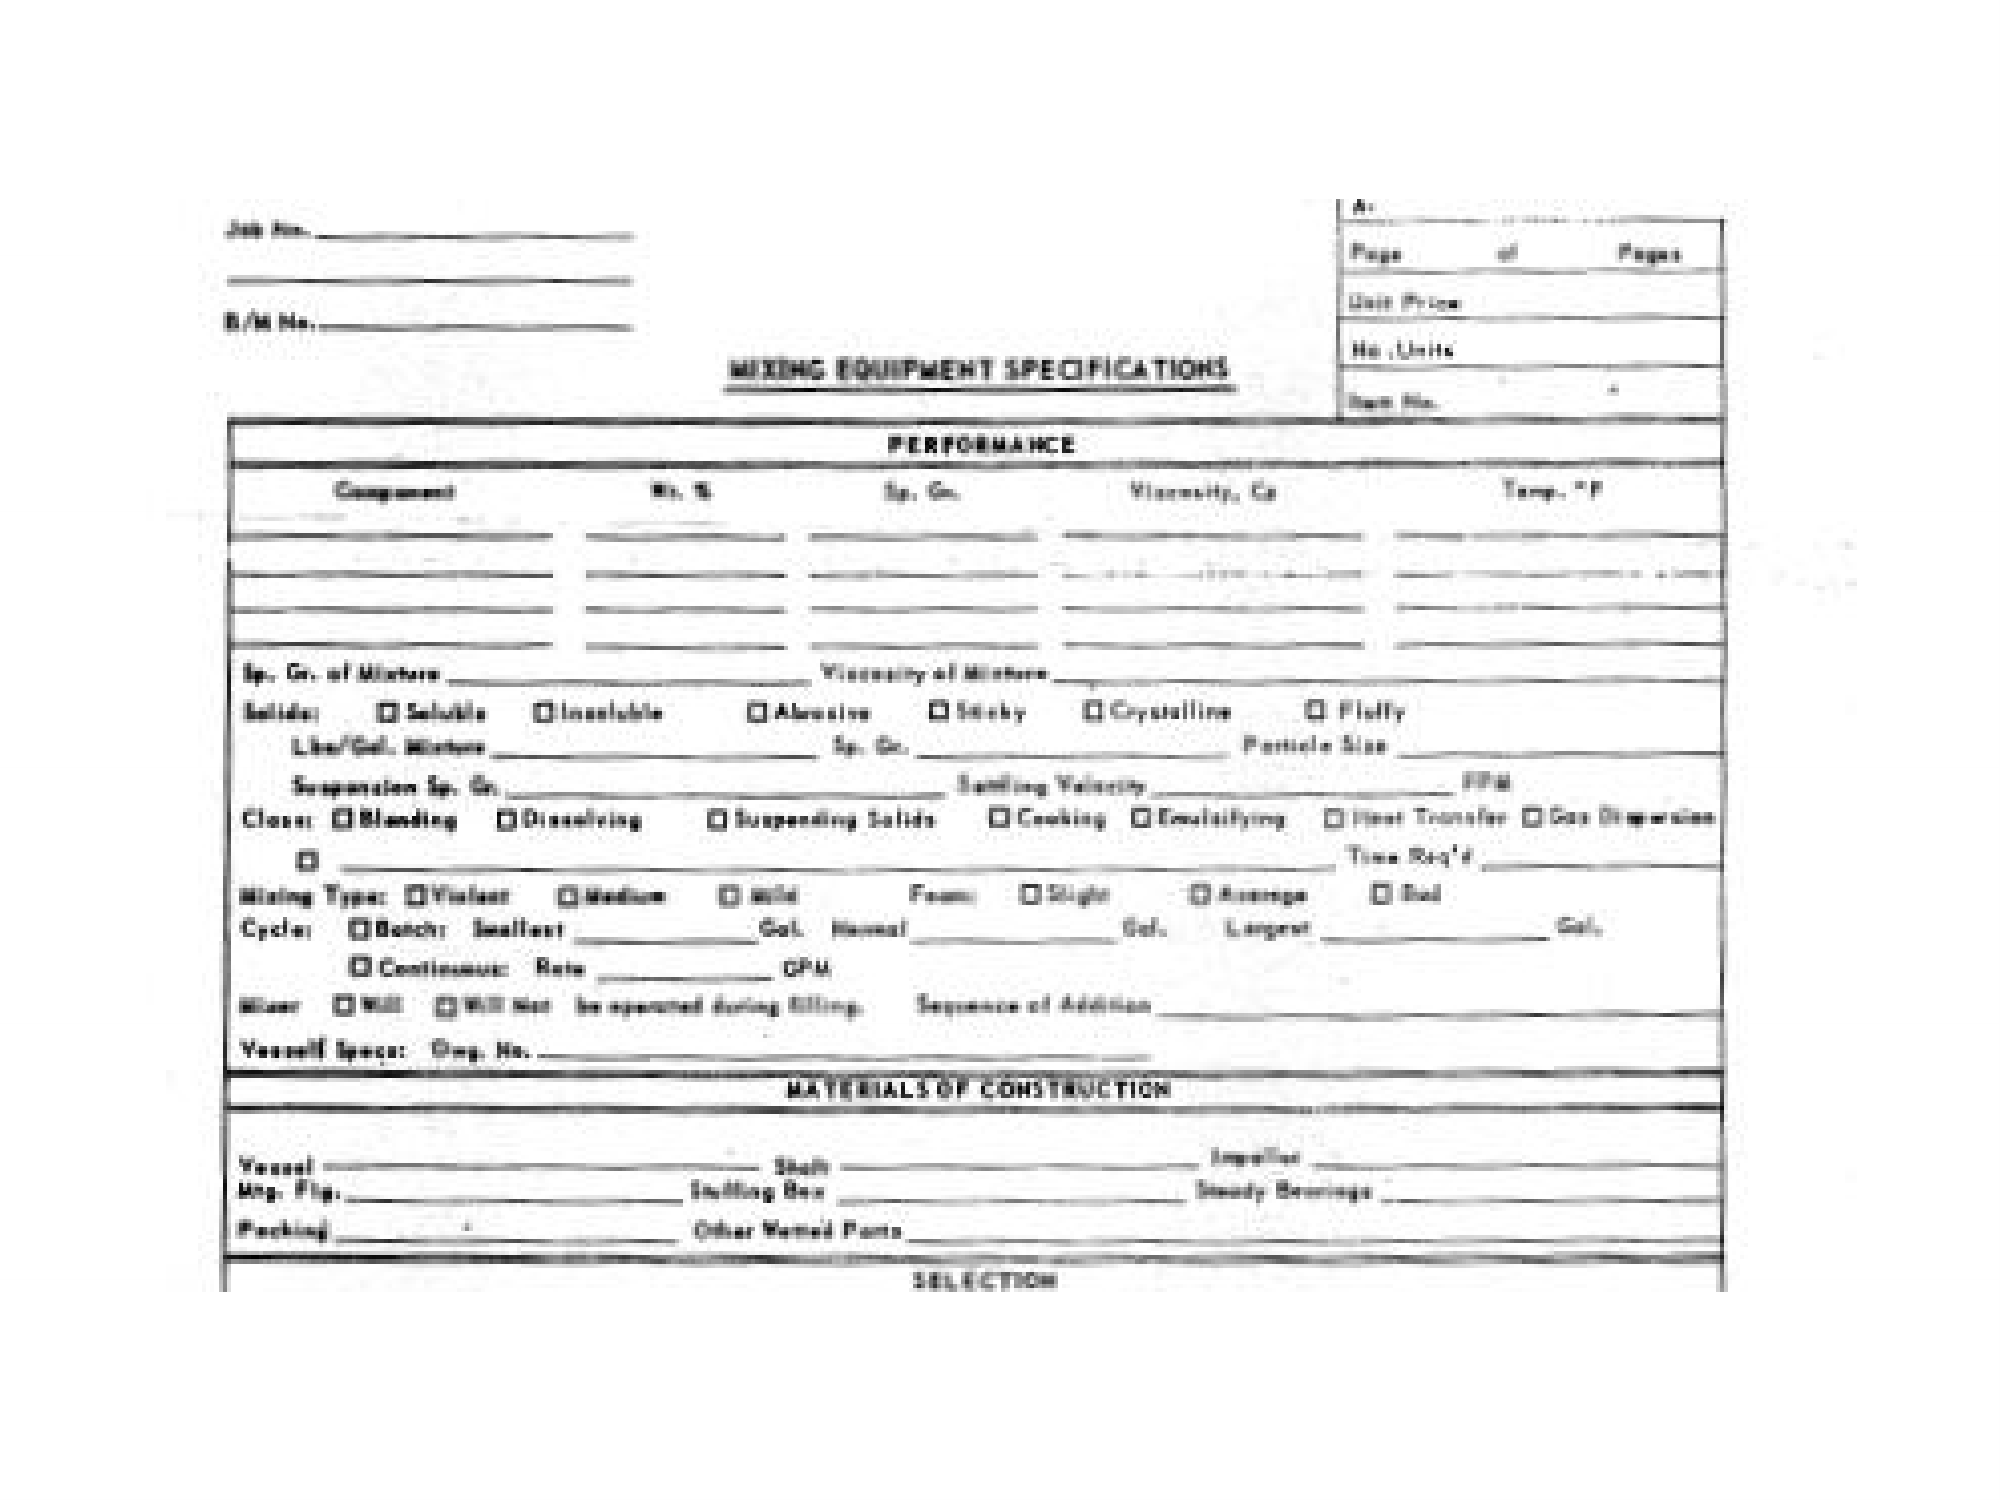 Job No.
A-
Page of Pages
B/M No.
Unit Price
No. Units
MIXING EQUIPMENT SPECIFICATIONS
Item No.
PERFORMANCE
Component Wt. % Sp. Gr. Viscosity, Cp Temp. °F
Sp. Gr. of Mixture Viscosity of Mixture
Solids: Soluble Insoluble Abrasive Sticky Crystalline Fluffy
Lbs/Gal. Mixture Sp. Gr. Particle Size
Suspension Sp. Gr. Settling Velocity FPM
Class: Blending Dissolving Suspending Solids Cooking Emulsifying Heat Transfer Gas Dispersion
Time Req'd
Mixing Type: Violent Medium Mild Foam: Slight Average Bad
Cycle: Batch: Smallest Gal. Normal Gal. Largest Gal.
Continuous: Rate GPM
Mixer Will Will Not be operated during filling. Sequence of Addition
Vessell Specs: Dwg. No.
MATERIALS OF CONSTRUCTION
Vessel Shaft Impeller
Mtg. Flg. Stuffing Box Steady Bearings
Packing Other Wetted Parts
SELECTION